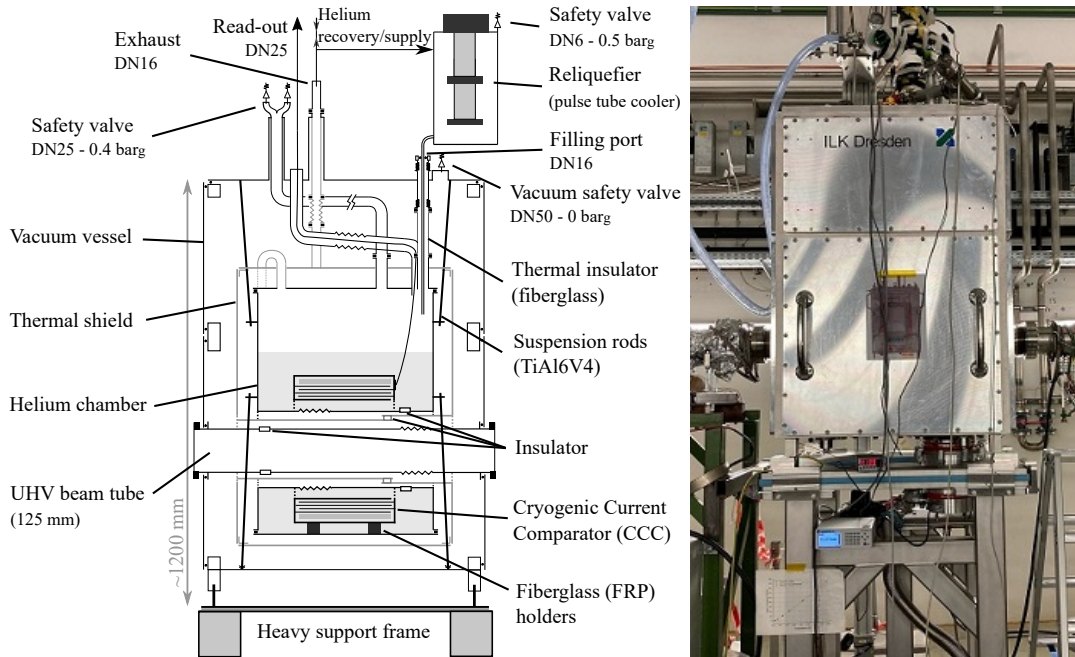 Read-out
DN25
Helium
recovery/supply
Exhaust
DN16
Safety valve
DN25 - 0.4 barg
Safety valve
DN6 - 0.5 barg
Reliquefier
(pulse tube cooler)
Filling port
DN16
Vacuum safety valve
DN50 - 0 barg
Vacuum vessel
Thermal insulator
(fiberglass)
Thermal shield
Suspension rods
(TiAl6V4)
Helium chamber
Insulator
UHV beam tube
(125 mm)
Cryogenic Current
Comparator (CCC)
~1200 mm
Fiberglass (FRP)
holders
Heavy support frame
ILK Dresden